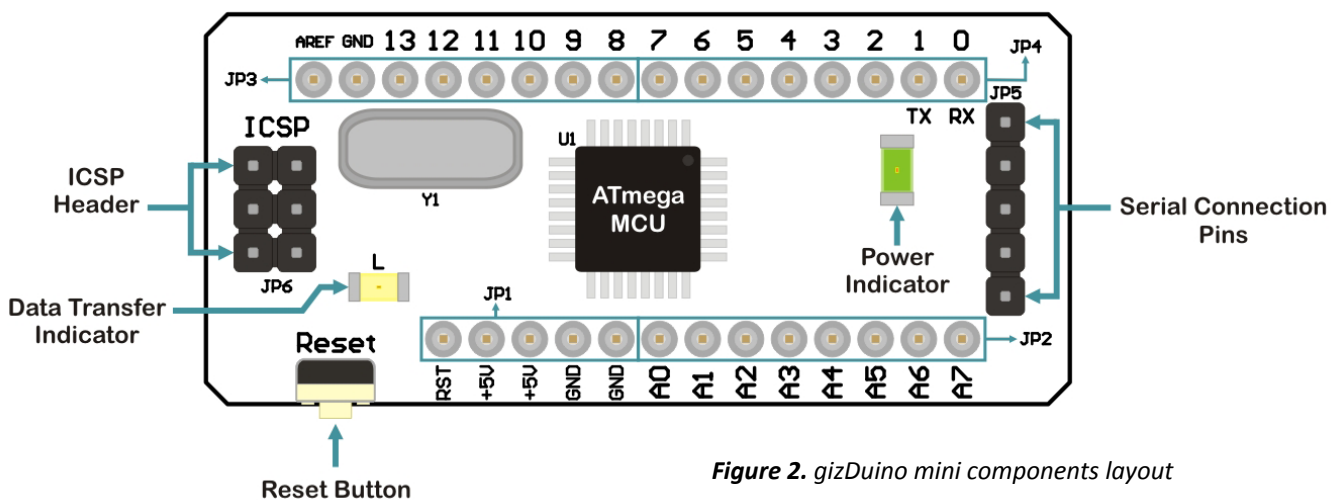 AREF GND 13 12 11 10 9 8 7 6 5 4 3 2 1 0
JP3
JP4
JP5
TX RX
ICSP
U1
ICSP
Header
ATmega
MCU
Y1
Serial Connection
Pins
Power
Indicator
L
JP6
JP1
Data Transfer
Indicator
Reset
JP2
RST +5V +5V GND GND A0 A1 A2 A3 A4 A5 A6 A7
Figure 2. gizDuino mini components layout
Reset Button